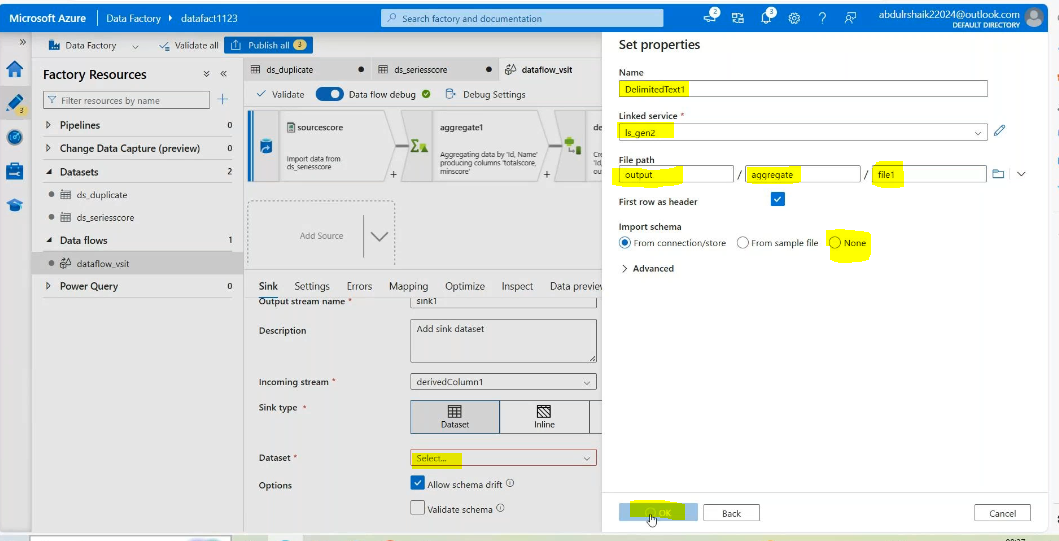 Microsoft Azure Data Factory datafact1123 Search factory and documentation 2 3 abdulrshaik22024@outlook.com
DEFAULT DIRECTORY
Data Factory Validate all Publish all 3
3
Factory Resources
Filter resources by name
Pipelines 0
Change Data Capture (preview) 0
Datasets 2
ds_duplicate
ds_seriesscore
Data flows 1
dataflow_vsit
Power Query 0
ds_duplicate ds_seriesscore dataflow_vsit
Validate Data flow debug Debug Settings
sourcescore
Import data from
ds_seriesscore
aggregate1
Aggregating data by 'Id, Name'
producing columns 'totalscore,
minscore'
de
Cre
Add Source
Sink Settings Errors Mapping Optimize Inspect Data preview
Output stream name * sink1
Description Add sink dataset
Incoming stream * derivedColumn1
Sink type *
Dataset Inline
Dataset * Select...
Options Allow schema drift
Validate schema
Set properties
Name
DelimitedText1
Linked service *
ls_gen2
File path
output / aggregate / file1
First row as header
Import schema
From connection/store From sample file None
Advanced
OK Back Cancel